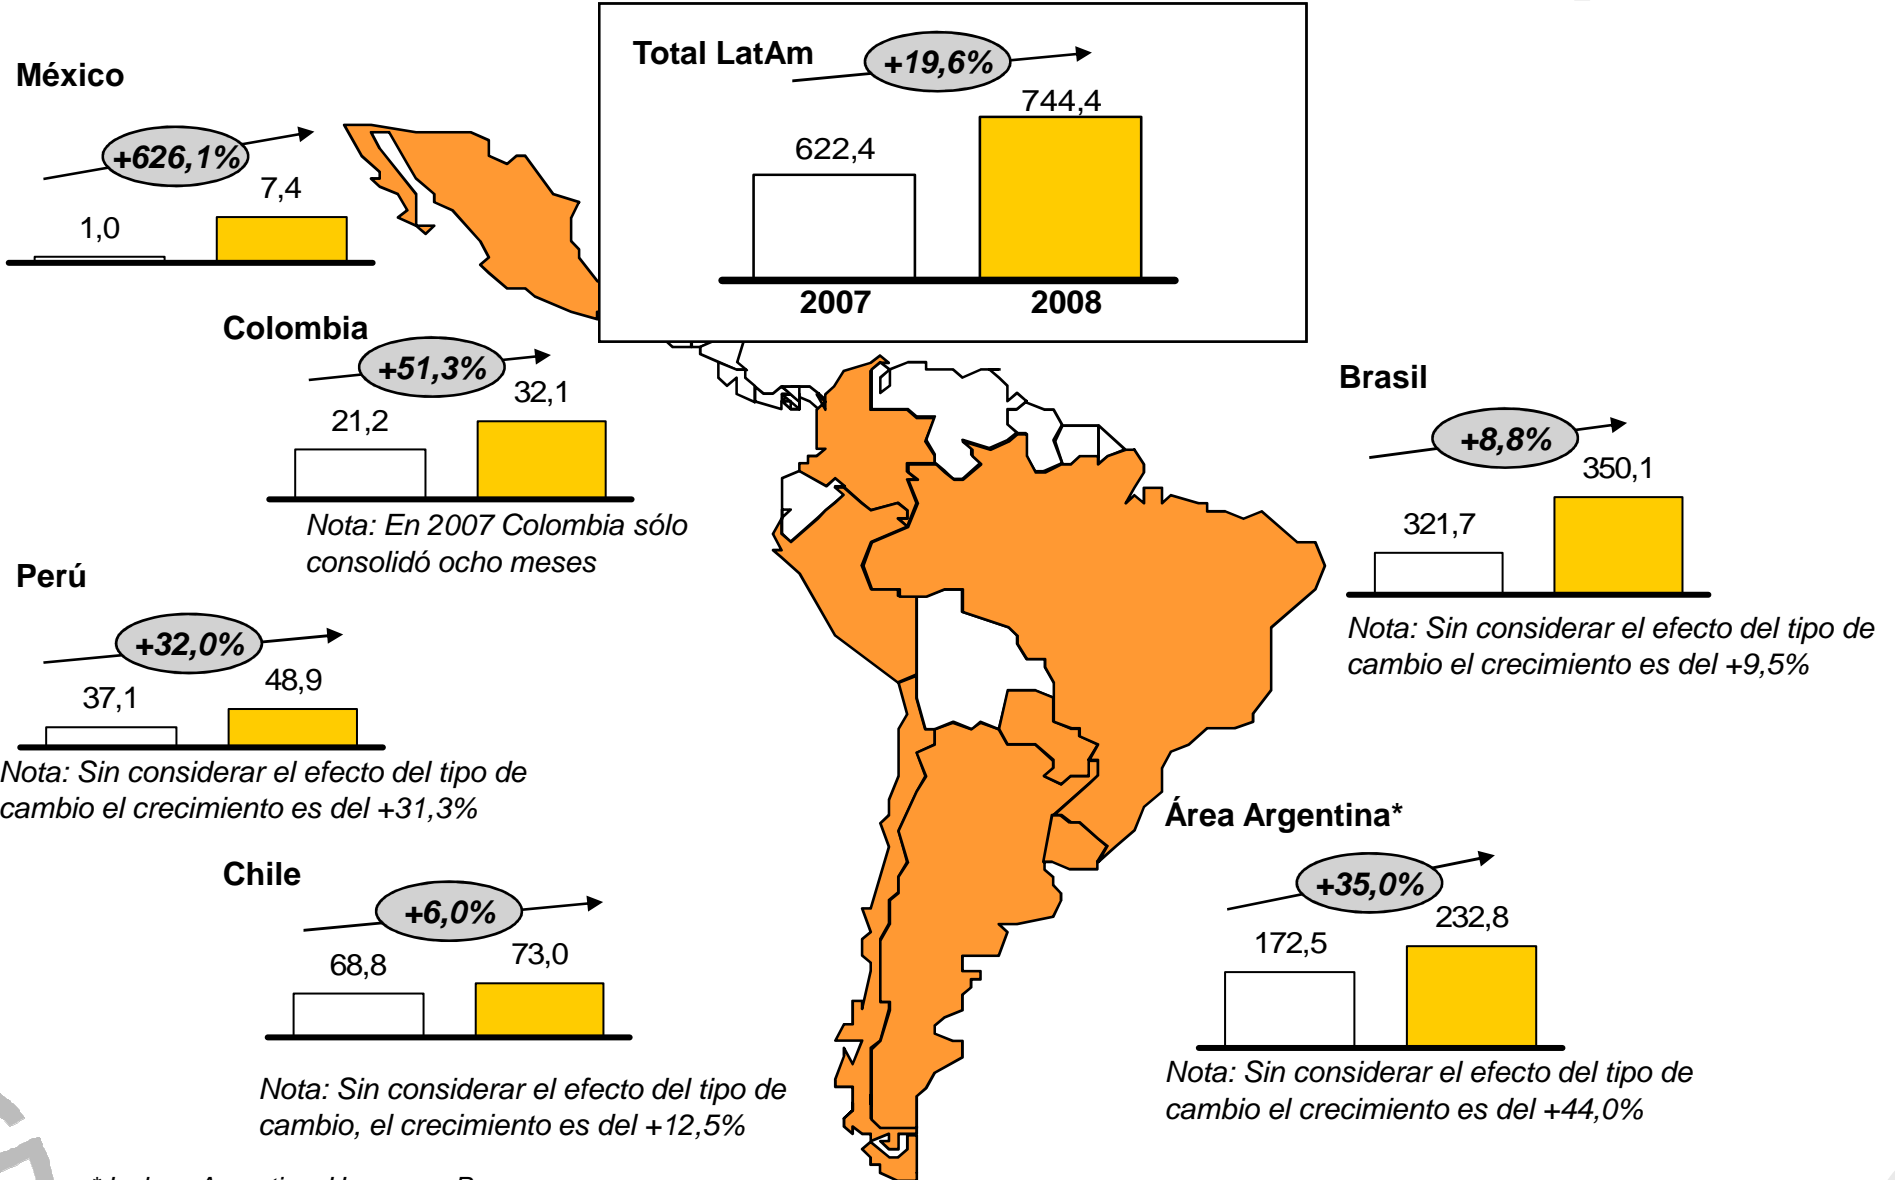 Total LatAm
+19,6%
744,4
622,4
2007 2008
México
+626,1%
7,4
1,0
Colombia
+51,3%
32,1
21,2
Nota: En 2007 Colombia sólo
consolidó ocho meses
Brasil
+8,8%
350,1
321,7
Nota: Sin considerar el efecto del tipo de
cambio el crecimiento es del +9,5%
Perú
+32,0%
48,9
37,1
Nota: Sin considerar el efecto del tipo de
cambio el crecimiento es del +31,3%
Área Argentina*
+35,0%
232,8
172,5
Nota: Sin considerar el efecto del tipo de
cambio el crecimiento es del +44,0%
Chile
+6,0%
73,0
68,8
Nota: Sin considerar el efecto del tipo de
cambio, el crecimiento es del +12,5%